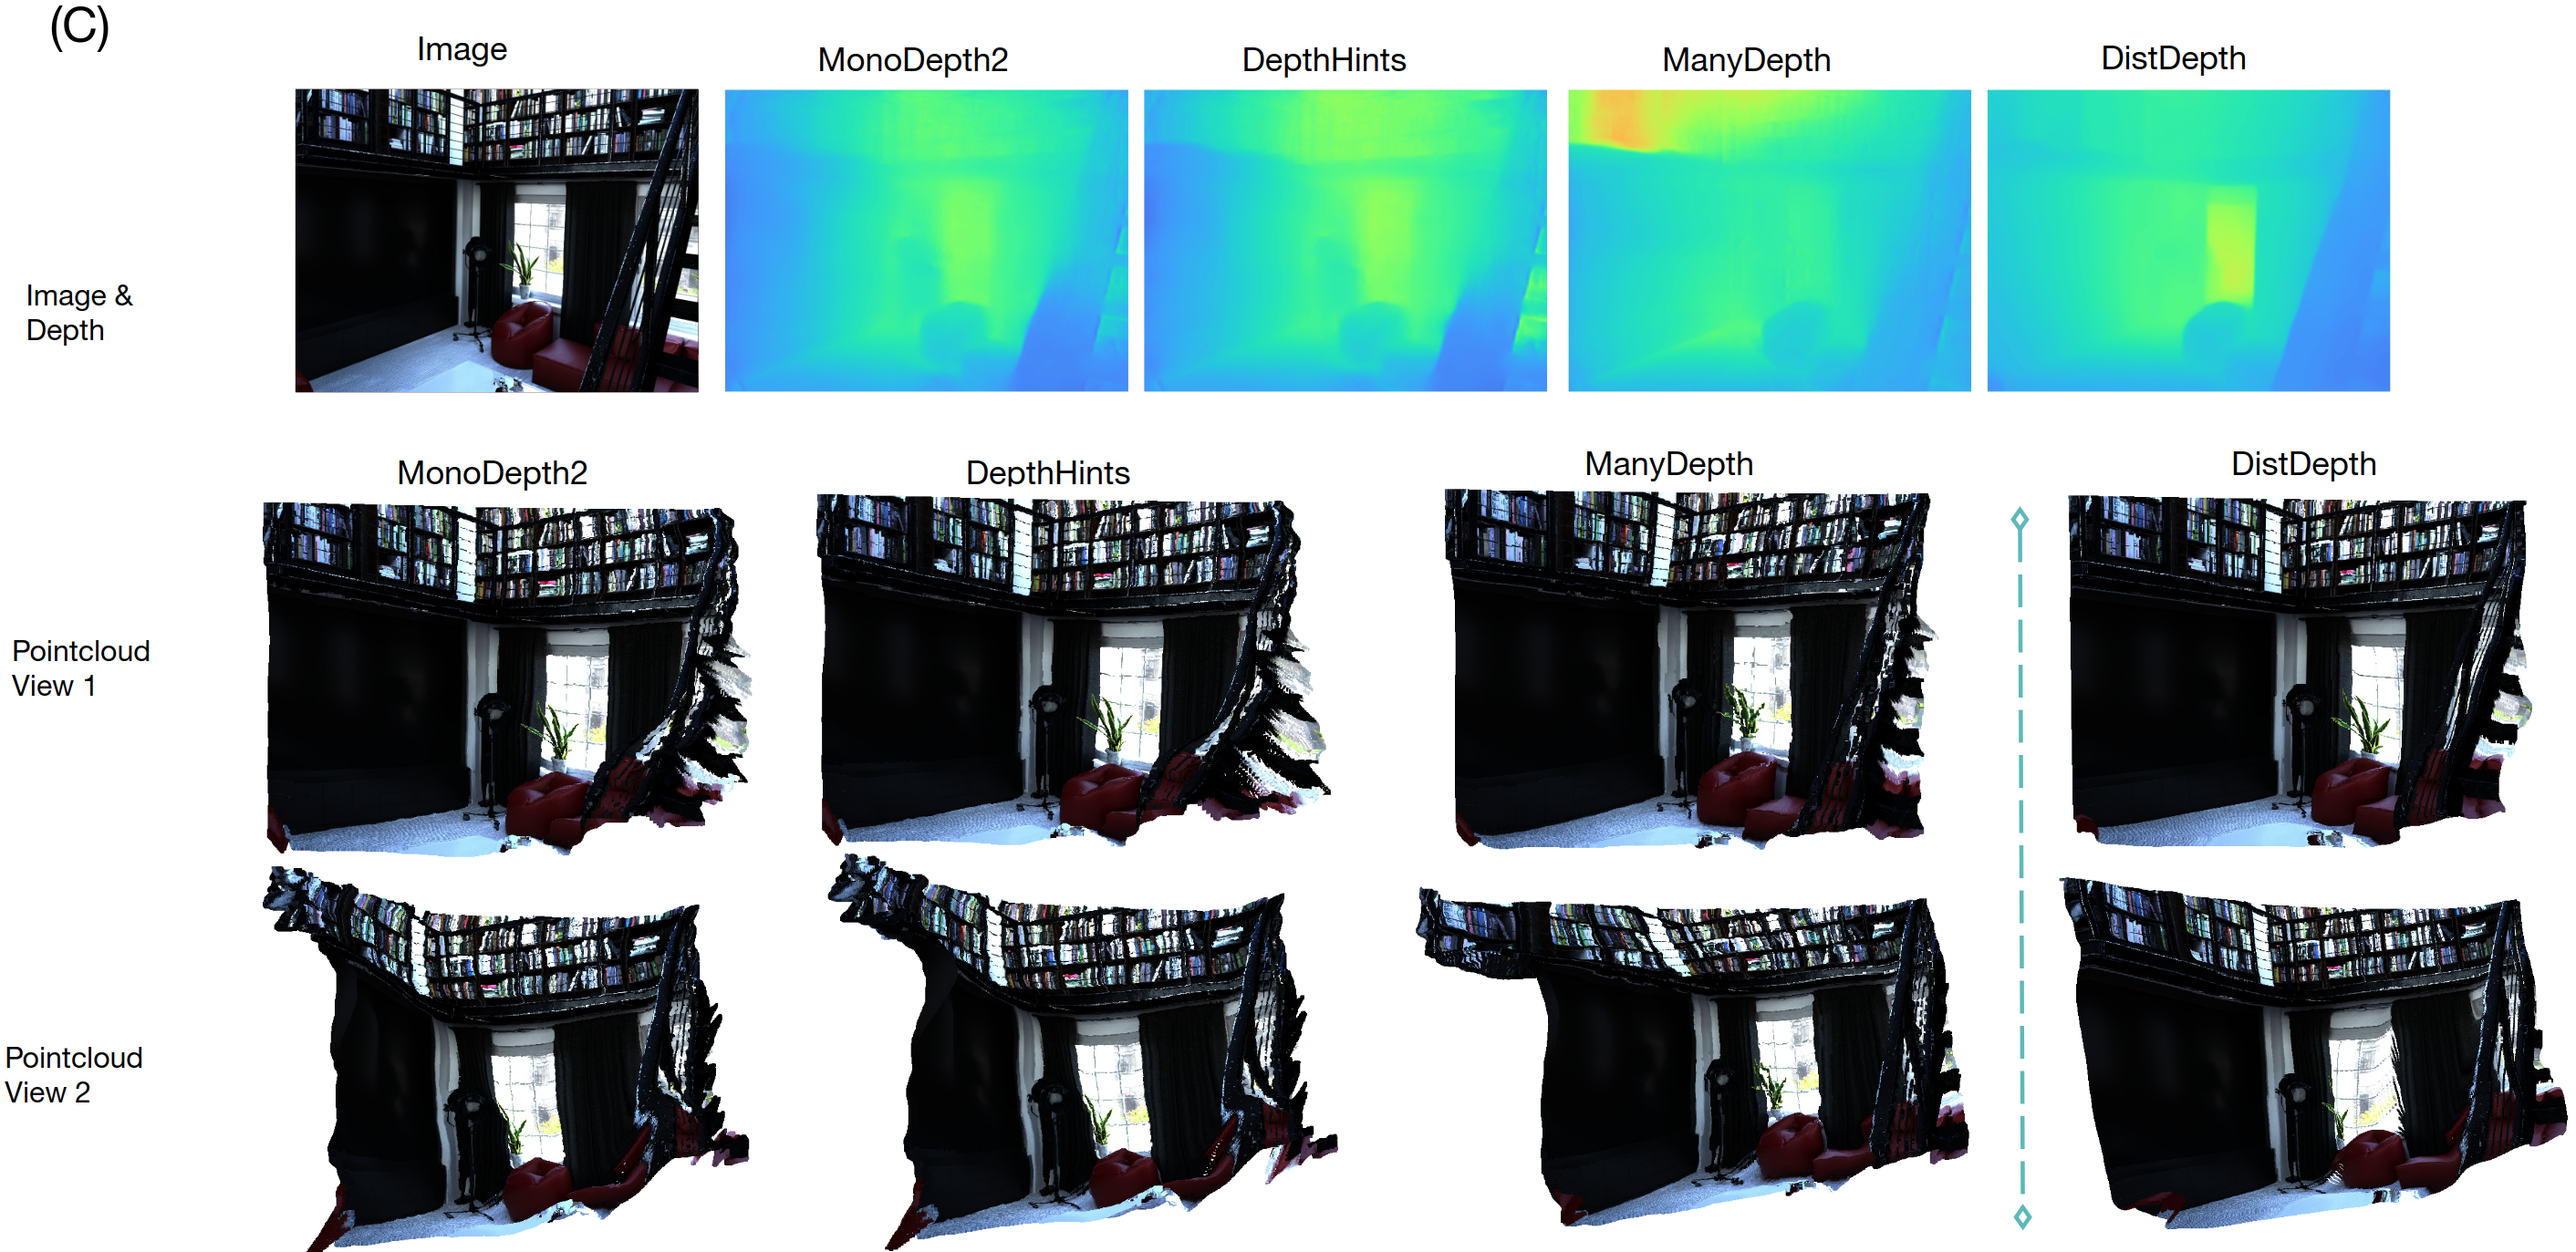 (C)
Image
MonoDepth2
DepthHints
ManyDepth
DistDepth
Image &
Depth
MonoDepth2
DepthHints
ManyDepth
DistDepth
Pointcloud
View 1
Pointcloud
View 2